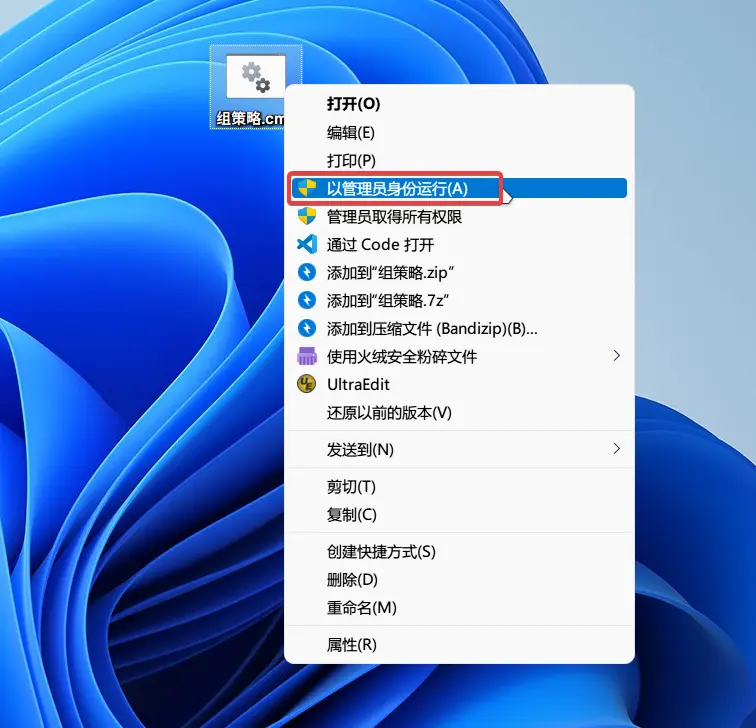 组策略.cm
打开(O)
编辑(E)
打印(P)
以管理员身份运行(A)
管理员取得所有权限
通过 Code 打开
添加到“组策略.zip”
添加到“组策略.7z”
添加到压缩文件 (Bandizip)(B)...
使用火绒安全粉碎文件
UE
UltraEdit
还原以前的版本(V)
发送到(N)
剪切(T)
复制(C)
创建快捷方式(S)
删除(D)
重命名(M)
属性(R)